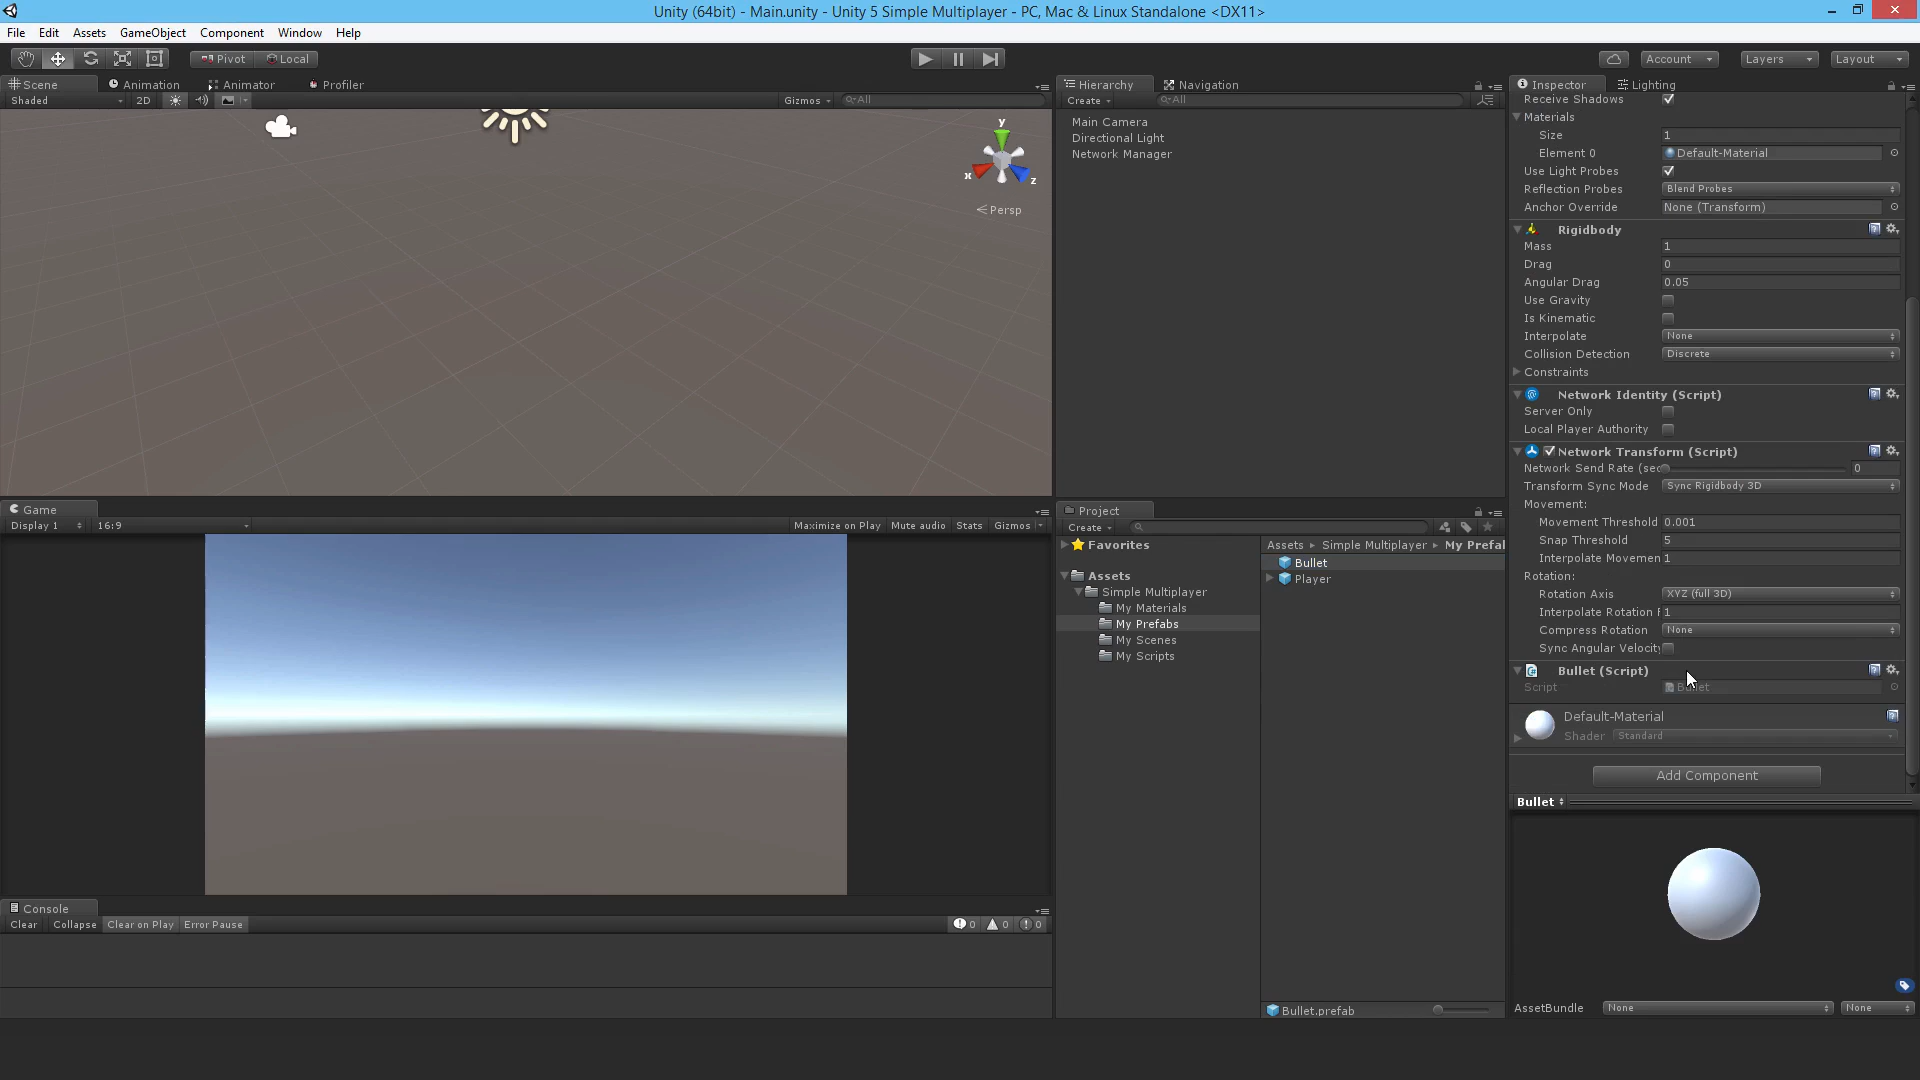 Unity (64bit) - Main.unity - Unity 5 Simple Multiplayer - PC, Mac & Linux Standalone <DX11>
File Edit Assets GameObject Component Window Help
Pivot Local
Account Layers Layout
Scene Animation Animator Profiler
Shaded 2D Gizmos All
y
x
z
Persp
Game
Display 1 16:9 Maximize on Play Mute audio Stats Gizmos
Console
Clear Collapse Clear on Play Error Pause 0 0 0
Hierarchy Navigation
Create All
Main Camera
Directional Light
Network Manager
Project
Create
Favorites
Assets
Simple Multiplayer
My Materials
My Prefabs
My Scenes
My Scripts
Assets Simple Multiplayer My Prefal
Bullet
Player
Bullet.prefab
Inspector Lighting
Receive Shadows
Materials
Size 1
Element 0 Default-Material
Use Light Probes
Reflection Probes Blend Probes
Anchor Override None (Transform)
Rigidbody
Mass 1
Drag 0
Angular Drag 0.05
Use Gravity
Is Kinematic
Interpolate None
Collision Detection Discrete
Constraints
Network Identity (Script)
Server Only
Local Player Authority
Network Transform (Script)
Network Send Rate (sec 0
Transform Sync Mode Sync Rigidbody 3D
Movement:
Movement Threshold 0.001
Snap Threshold 5
Interpolate Movemen 1
Rotation:
Rotation Axis XYZ (full 3D)
Interpolate Rotation F 1
Compress Rotation None
Sync Angular Velocity
Bullet (Script)
Script Bullet
Default-Material
Shader Standard
Add Component
Bullet
AssetBundle None None